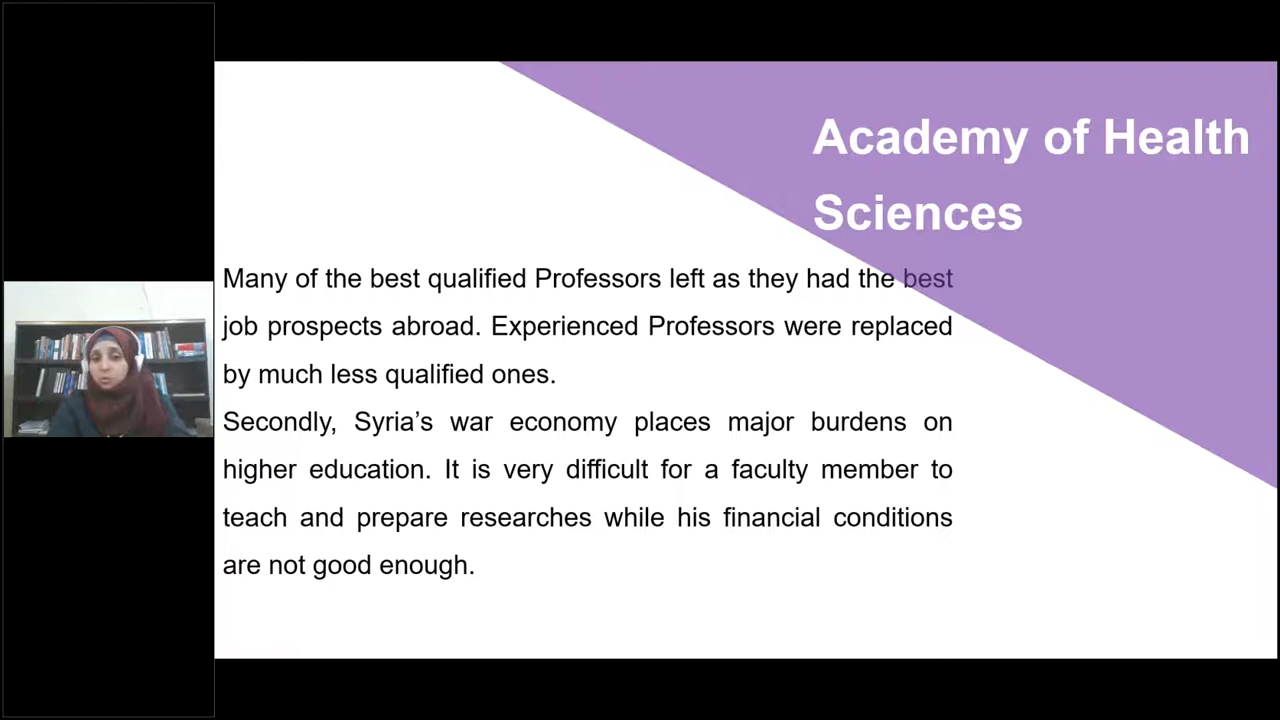 Academy of Health
Sciences
Many of the best qualified Professors left as they had the best
job prospects abroad. Experienced Professors were replaced
by much less qualified ones.
Secondly, Syria’s war economy places major burdens on
higher education. It is very difficult for a faculty member to
teach and prepare researches while his financial conditions
are not good enough.